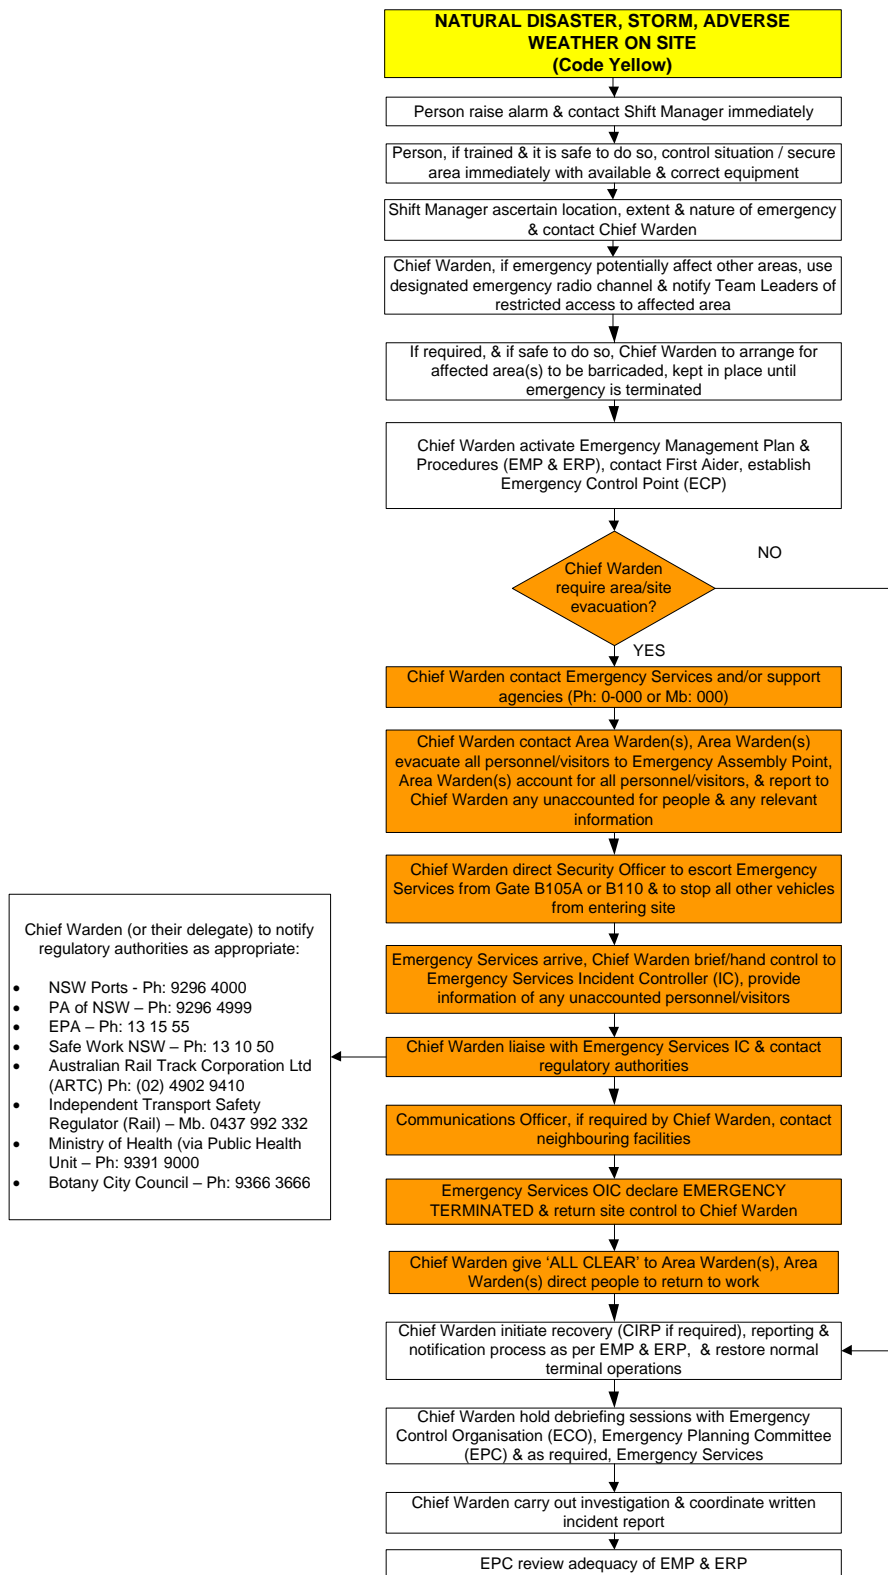 NATURAL DISASTER, STORM, ADVERSE
WEATHER ON SITE
(Code Yellow)
Person raise alarm & contact Shift Manager immediately
Person, if trained & it is safe to do so, control situation / secure
area immediately with available & correct equipment
Shift Manager ascertain location, extent & nature of emergency
& contact Chief Warden
Chief Warden, if emergency potentially affect other areas, use
designated emergency radio channel & notify Team Leaders of
restricted access to affected area
If required, & if safe to do so, Chief Warden to arrange for
affected area(s) to be barricaded, kept in place until
emergency is terminated
Chief Warden activate Emergency Management Plan &
Procedures (EMP & ERP), contact First Aider, establish
Emergency Control Point (ECP)
Chief Warden
require area/site
evacuation?
NO
YES
Chief Warden contact Emergency Services and/or support
agencies (Ph: 0-000 or Mb: 000)
Chief Warden contact Area Warden(s), Area Warden(s)
evacuate all personnel/visitors to Emergency Assembly Point,
Area Warden(s) account for all personnel/visitors, & report to
Chief Warden any unaccounted for people & any relevant
information
Chief Warden direct Security Officer to escort Emergency
Services from Gate B105A or B110 & to stop all other vehicles
from entering site
Emergency Services arrive, Chief Warden brief/hand control to
Emergency Services Incident Controller (IC), provide
information of any unaccounted personnel/visitors
Chief Warden liaise with Emergency Services IC & contact
regulatory authorities
Chief Warden (or their delegate) to notify
regulatory authorities as appropriate:
• NSW Ports - Ph: 9296 4000
• PA of NSW – Ph: 9296 4999
• EPA – Ph: 13 15 55
• Safe Work NSW – Ph: 13 10 50
• Australian Rail Track Corporation Ltd
(ARTC) Ph: (02) 4902 9410
• Independent Transport Safety
Regulator (Rail) – Mb. 0437 992 332
• Ministry of Health (via Public Health
Unit – Ph: 9391 9000
• Botany City Council – Ph: 9366 3666
Communications Officer, if required by Chief Warden, contact
neighbouring facilities
Emergency Services OIC declare EMERGENCY
TERMINATED & return site control to Chief Warden
Chief Warden give ‘ALL CLEAR’ to Area Warden(s), Area
Warden(s) direct people to return to work
Chief Warden initiate recovery (CIRP if required), reporting &
notification process as per EMP & ERP, & restore normal
terminal operations
Chief Warden hold debriefing sessions with Emergency
Control Organisation (ECO), Emergency Planning Committee
(EPC) & as required, Emergency Services
Chief Warden carry out investigation & coordinate written
incident report
EPC review adequacy of EMP & ERP